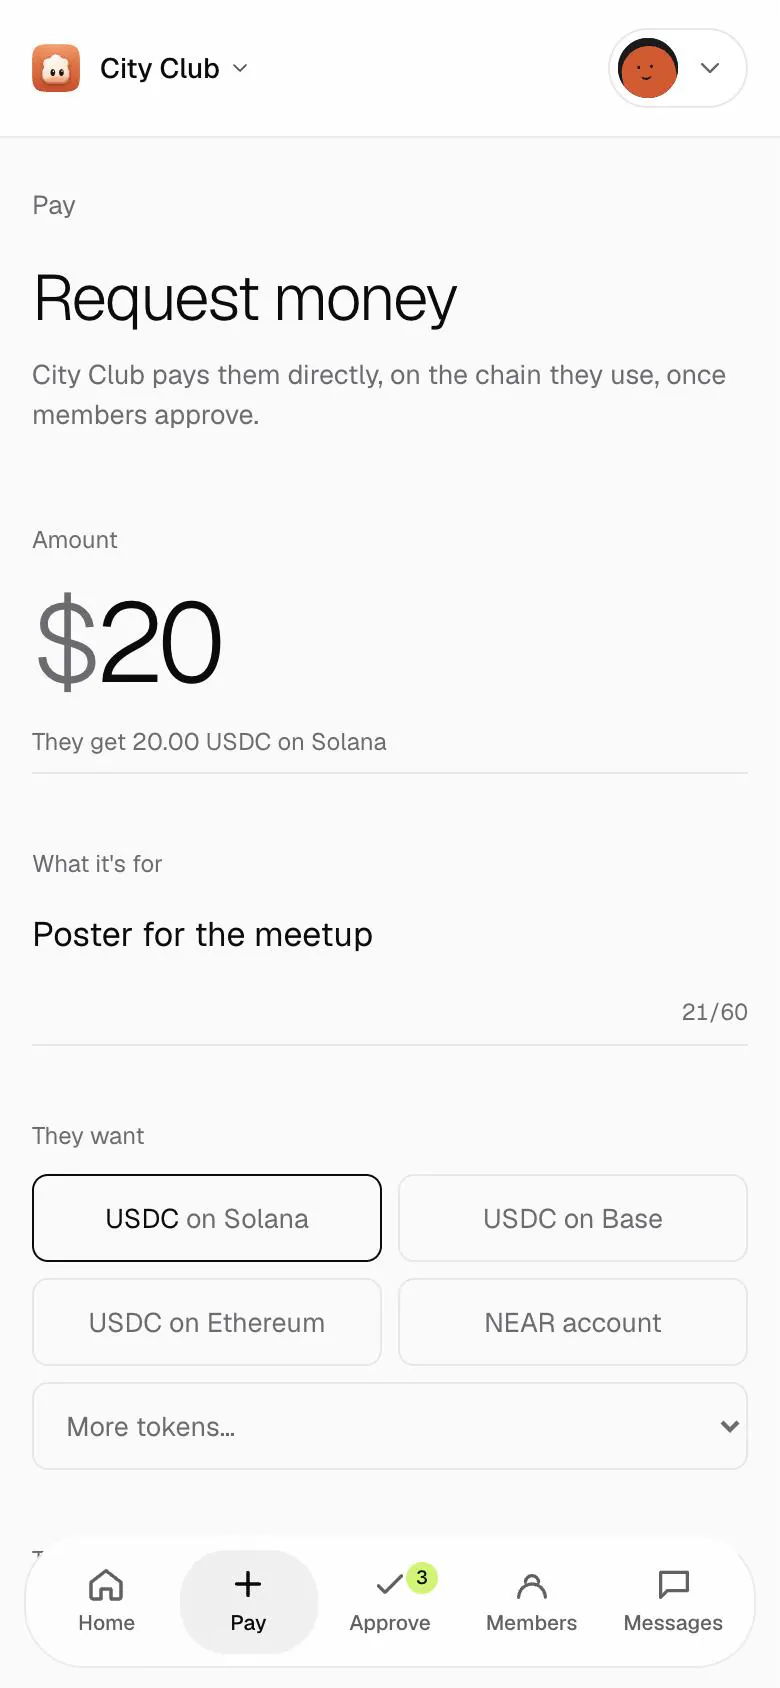 City Club
Pay
Request money
City Club pays them directly, on the chain they use, once
members approve.
Amount
$20
They get 20.00 USDC on Solana
What it's for
Poster for the meetup
21/60
They want
USDC on Solana
USDC on Base
USDC on Ethereum
NEAR account
More tokens...
Home
Pay
3
Approve
Members
Messages